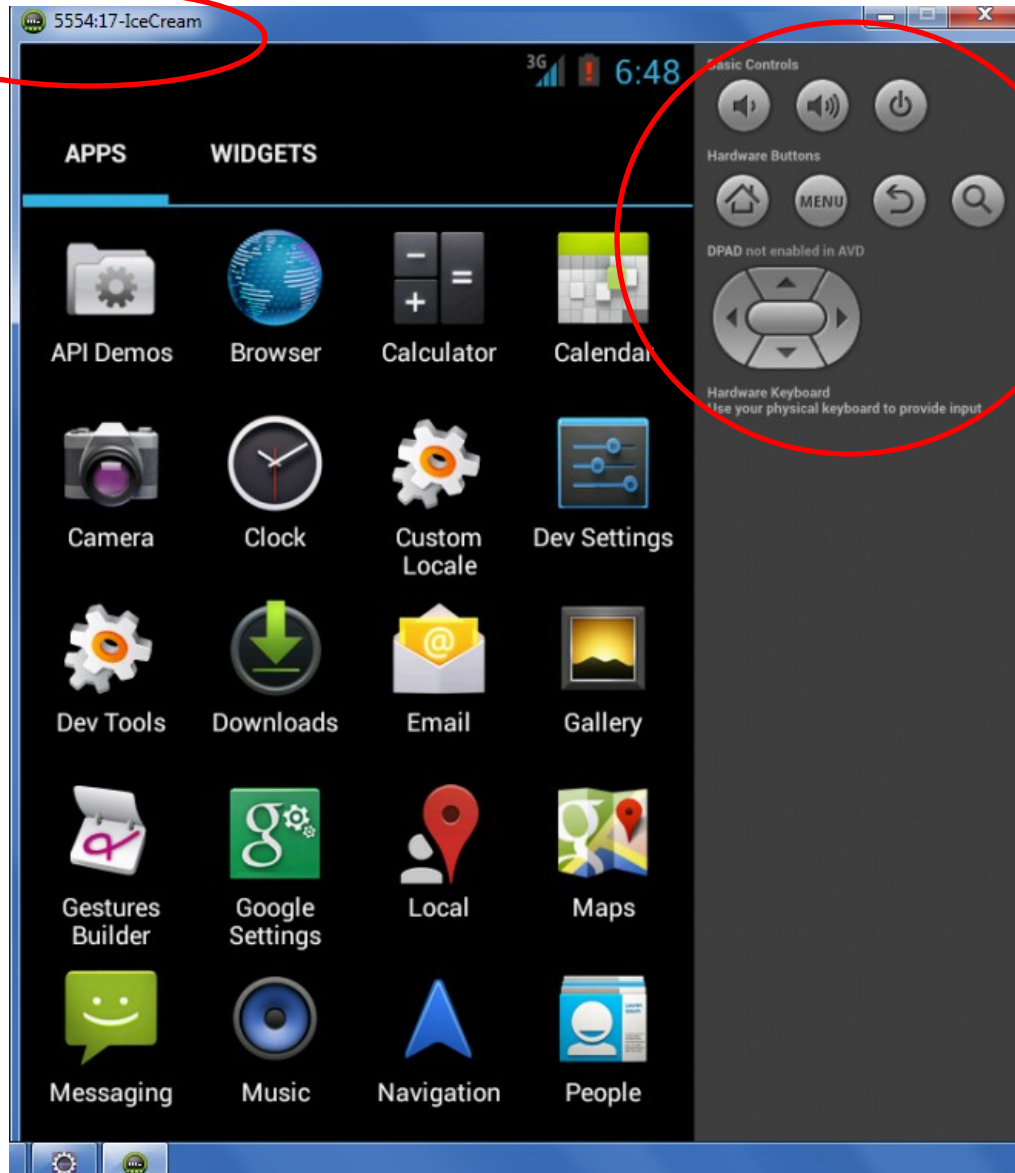 5554:17-IceCream
3G 6:48
APPS WIDGETS
API Demos Browser Calculator Calendar
Camera Clock Custom Locale Dev Settings
Dev Tools Downloads Email Gallery
Gestures Builder Google Settings Local Maps
Messaging Music Navigation People
Basic Controls
Hardware Buttons
MENU
DPAD not enabled in AVD
Hardware Keyboard
Use your physical keyboard to provide input